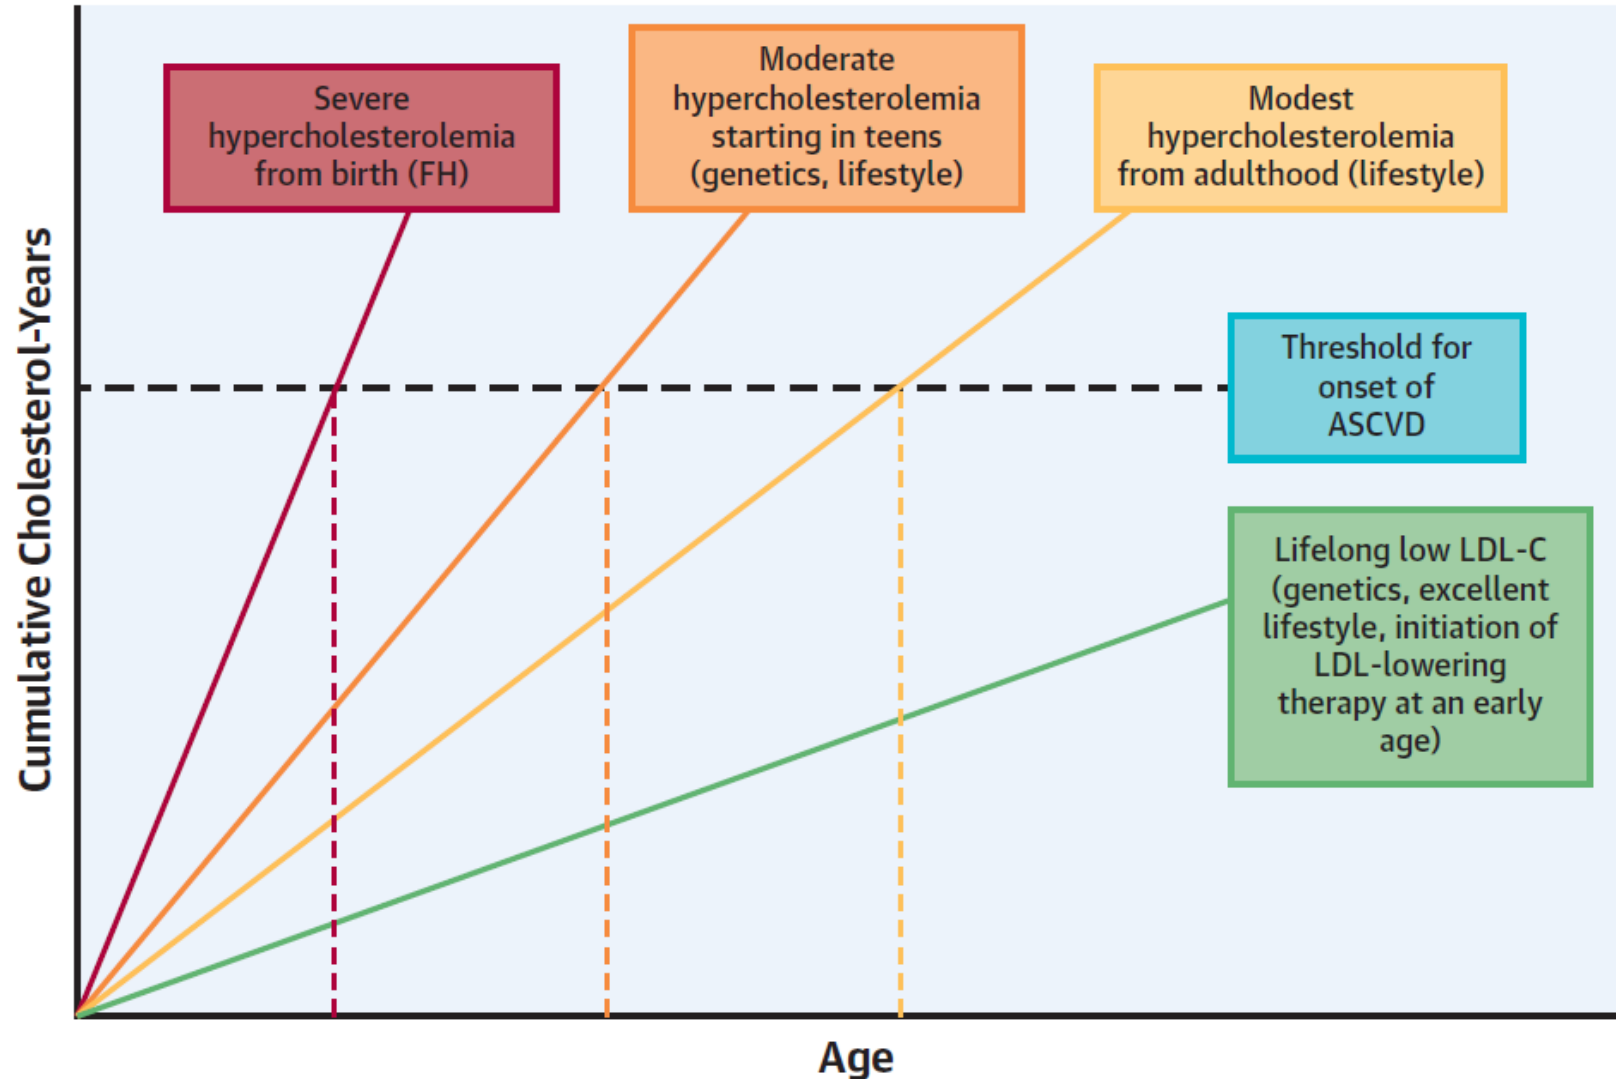 Severe
hypercholesterolemia
from birth (FH)
Moderate
hypercholesterolemia
starting in teens
(genetics, lifestyle)
Modest
hypercholesterolemia
from adulthood (lifestyle)
Threshold for
onset of
ASCVD
Lifelong low LDL-C
(genetics, excellent
lifestyle, initiation of
LDL-lowering
therapy at an early
age)
Cumulative Cholesterol-Years
Age